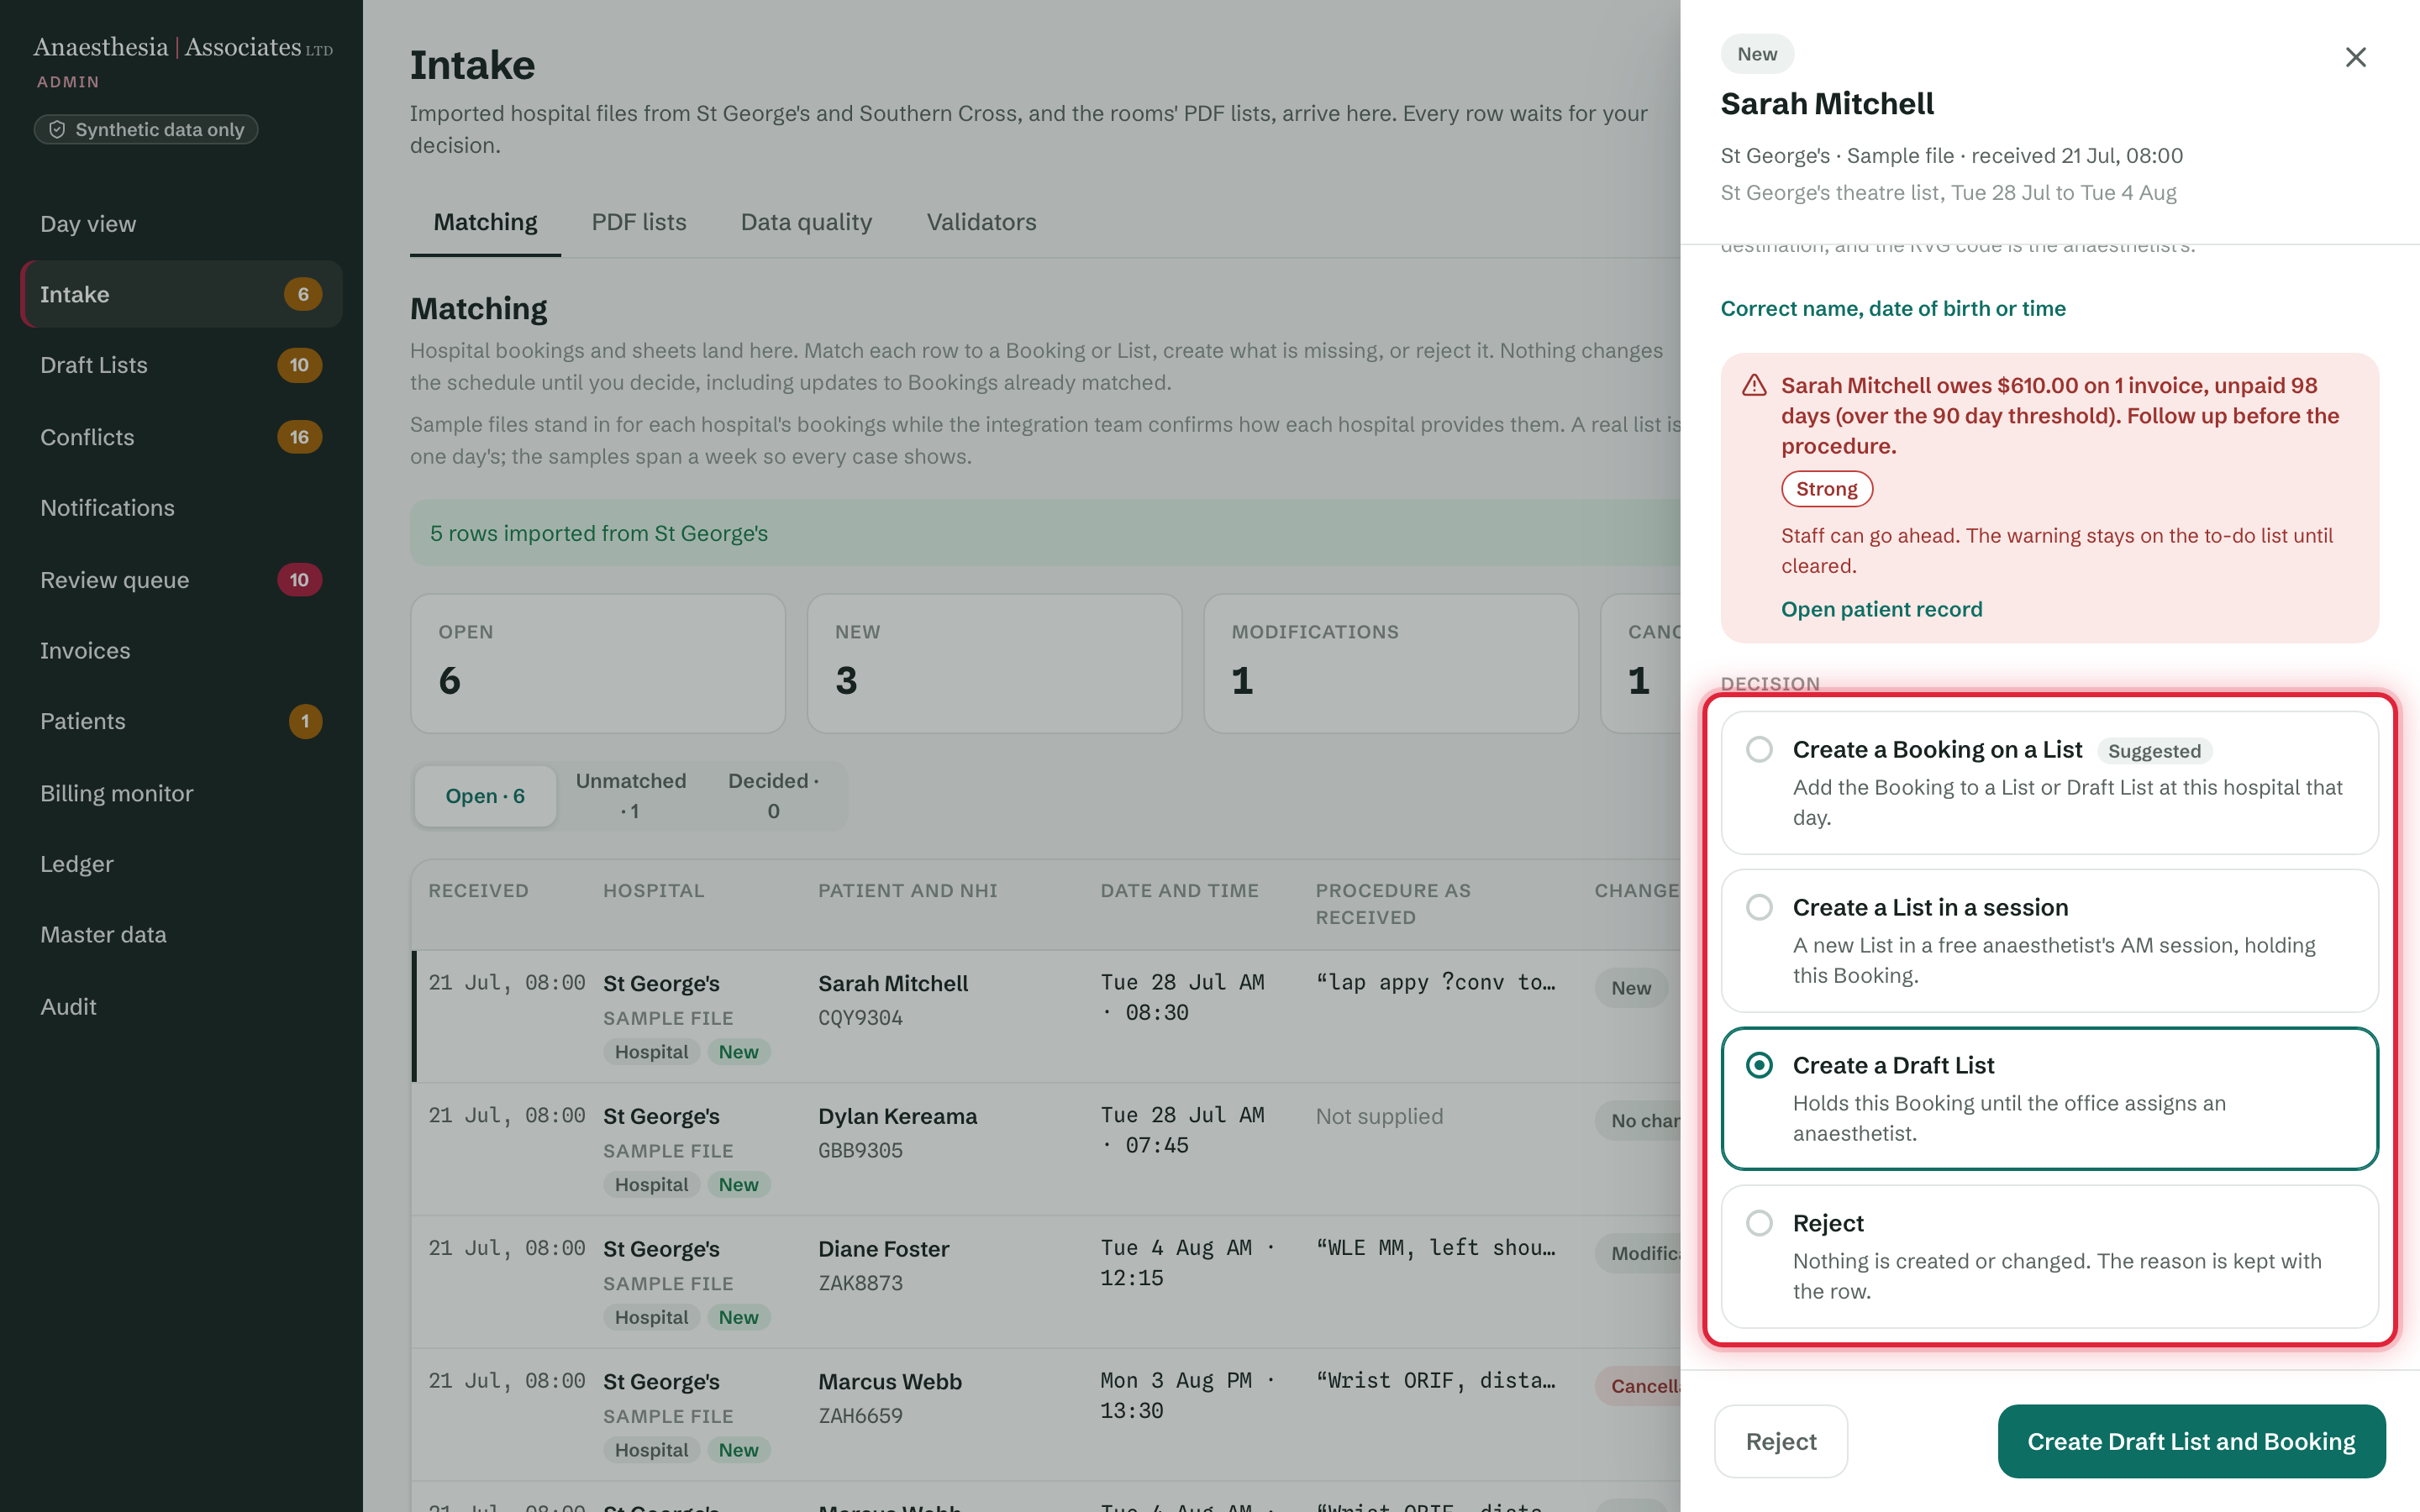 Anaesthesia | Associates LTD
ADMIN
Synthetic data only
Day view
Intake 6
Draft Lists 10
Conflicts 16
Notifications
Review queue 10
Invoices
Patients 1
Billing monitor
Ledger
Master data
Audit
Intake
Imported hospital files from St George's and Southern Cross, and the rooms' PDF lists, arrive here. Every row waits for your
decision.
Matching PDF lists Data quality Validators
Matching
Hospital bookings and sheets land here. Match each row to a Booking or List, create what is missing, or reject it. Nothing changes
the schedule until you decide, including updates to Bookings already matched.
Sample files stand in for each hospital's bookings while the integration team confirms how each hospital provides them. A real list is
one day's; the samples span a week so every case shows.
5 rows imported from St George's
OPEN NEW MODIFICATIONS CANC
6 3 1 1
Open · 6 Unmatched · 1 Decided · 0
RECEIVED HOSPITAL PATIENT AND NHI DATE AND TIME PROCEDURE AS RECEIVED CHANGE
21 Jul, 08:00 St George's Sarah Mitchell Tue 28 Jul AM “lap appy ?conv to… New
SAMPLE FILE CQY9304 · 08:30
Hospital New
21 Jul, 08:00 St George's Dylan Kereama Tue 28 Jul AM Not supplied No chan
SAMPLE FILE GBB9305 · 07:45
Hospital New
21 Jul, 08:00 St George's Diane Foster Tue 4 Aug AM · “WLE MM, left shou… Modifica
SAMPLE FILE ZAK8873 12:15
Hospital New
21 Jul, 08:00 St George's Marcus Webb Mon 3 Aug PM · “Wrist ORIF, dista… Cancella
SAMPLE FILE ZAH6659 13:30
Hospital New
New
Sarah Mitchell
St George's · Sample file · received 21 Jul, 08:00
St George's theatre list, Tue 28 Jul to Tue 4 Aug
destination, and the RVG code is the anaesthetist's.
Correct name, date of birth or time
Sarah Mitchell owes $610.00 on 1 invoice, unpaid 98
days (over the 90 day threshold). Follow up before the
procedure.
Strong
Staff can go ahead. The warning stays on the to-do list until
cleared.
Open patient record
DECISION
Create a Booking on a List Suggested
Add the Booking to a List or Draft List at this hospital that
day.
Create a List in a session
A new List in a free anaesthetist's AM session, holding
this Booking.
Create a Draft List
Holds this Booking until the office assigns an
anaesthetist.
Reject
Nothing is created or changed. The reason is kept with
the row.
Reject Create Draft List and Booking